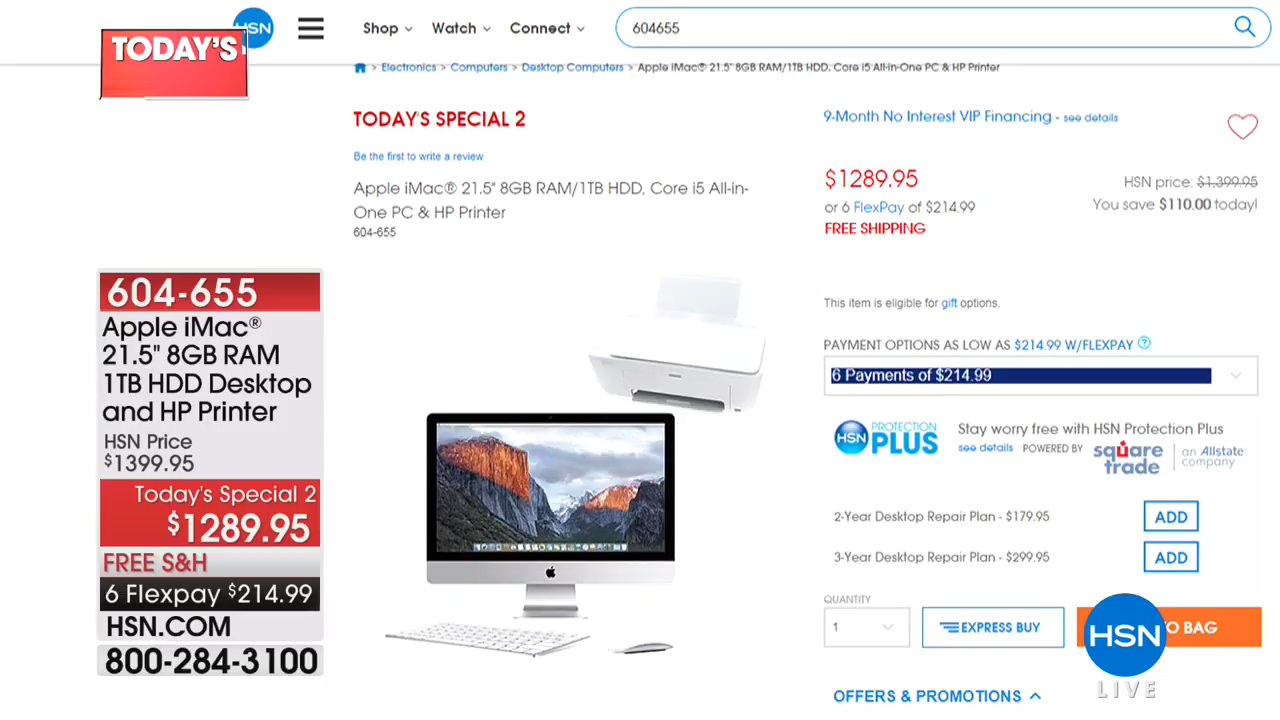 TODAY'S
HSN
Shop
Watch
Connect
604655
Electronics > Computers > Desktop Computers > Apple iMac® 21.5" 8GB RAM/1TB HDD, Core i5 All-in-One PC & HP Printer
TODAY'S SPECIAL 2
Be the first to write a review
Apple iMac® 21.5" 8GB RAM/1TB HDD, Core i5 All-in-
One PC & HP Printer
604-655
9-Month No Interest VIP Financing - see details
$1289.95
HSN price: $1,399.95
or 6 FlexPay of $214.99
You save $110.00 today!
FREE SHIPPING
This item is eligible for gift options.
PAYMENT OPTIONS AS LOW AS $214.99 W/FLEXPAY ?
6 Payments of $214.99
HSN PROTECTION PLUS
Stay worry free with HSN Protection Plus
see details POWERED BY square trade | an Allstate company
2-Year Desktop Repair Plan - $179.95
ADD
3-Year Desktop Repair Plan - $299.95
ADD
QUANTITY
1
EXPRESS BUY
TO BAG
OFFERS & PROMOTIONS
604-655
Apple iMac®
21.5" 8GB RAM
1TB HDD Desktop
and HP Printer
HSN Price
$1399.95
Today's Special 2
$1289.95
FREE S&H
6 Flexpay $214.99
HSN.COM
800-284-3100
HSN
LIVE